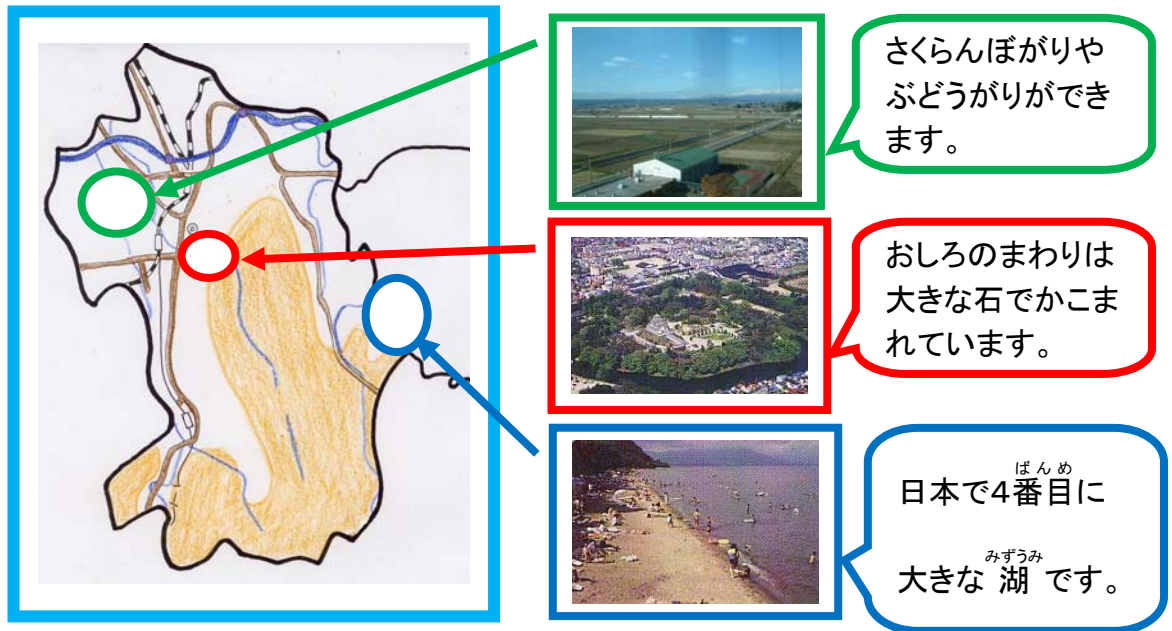 さくらんぼがりや
ぶどうがりができ
ます。
おしろのまわりは
大きな石でかこま
れています。
ばんめ
日本で4番目に
みずうみ
大きな湖です。